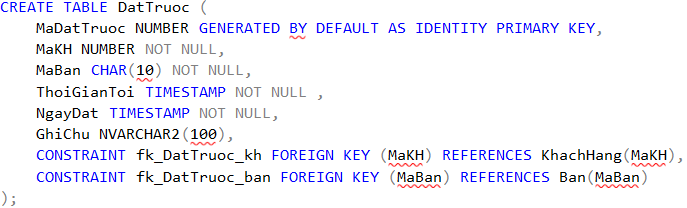 CREATE TABLE DatTruoc (
    MaDatTruoc NUMBER GENERATED BY DEFAULT AS IDENTITY PRIMARY KEY,
    MaKH NUMBER NOT NULL,
    MaBan CHAR(10) NOT NULL,
    ThoiGianToi TIMESTAMP NOT NULL ,
    NgayDat TIMESTAMP NOT NULL,
    GhiChu NVARCHAR2(100),
    CONSTRAINT fk_DatTruoc_kh FOREIGN KEY (MaKH) REFERENCES KhachHang(MaKH),
    CONSTRAINT fk_DatTruoc_ban FOREIGN KEY (MaBan) REFERENCES Ban(MaBan)
);